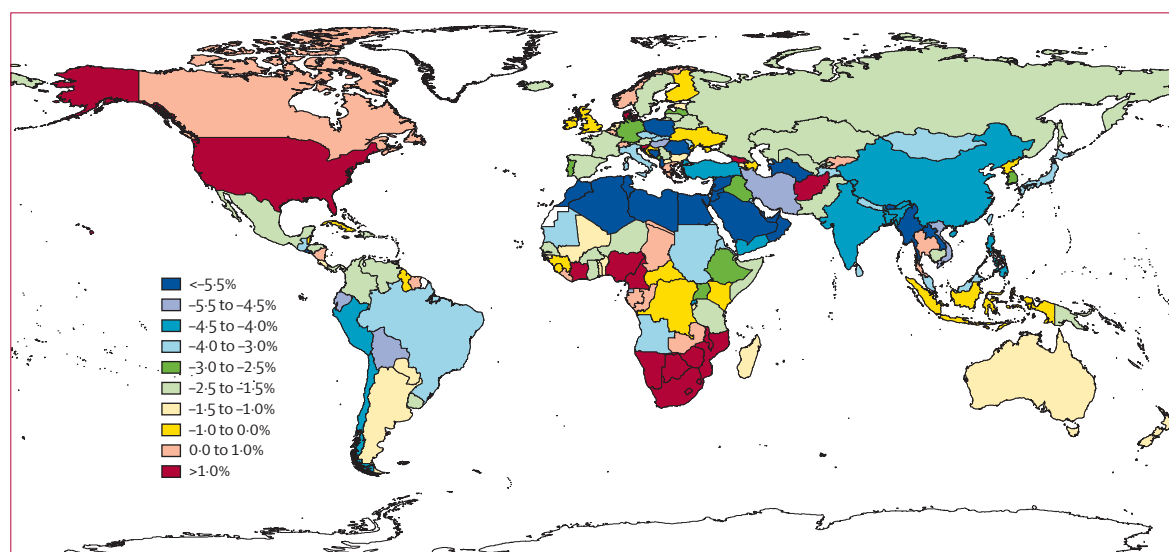 <–5·5%
–5·5 to –4·5%
–4·5 to –4·0%
–4·0 to –3·0%
–3·0 to –2·5%
–2·5 to –1·5%
–1·5 to –1·0%
–1·0 to 0·0%
0·0 to 1·0%
>1·0%